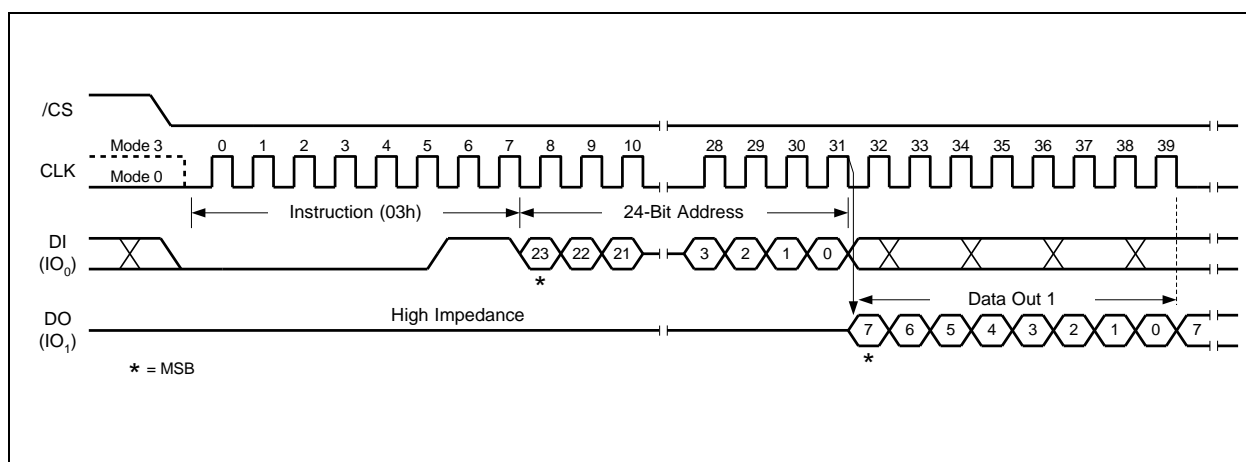 /CS
Mode 3
CLK
Mode 0
0 1 2 3 4 5 6 7 8 9 10 28 29 30 31 32 33 34 35 36 37 38 39
Instruction (03h)
24-Bit Address
DI
(IO0)
23 22 21 3 2 1 0
*
Data Out 1
DO
(IO1)
High Impedance
7 6 5 4 3 2 1 0 7
*
* = MSB